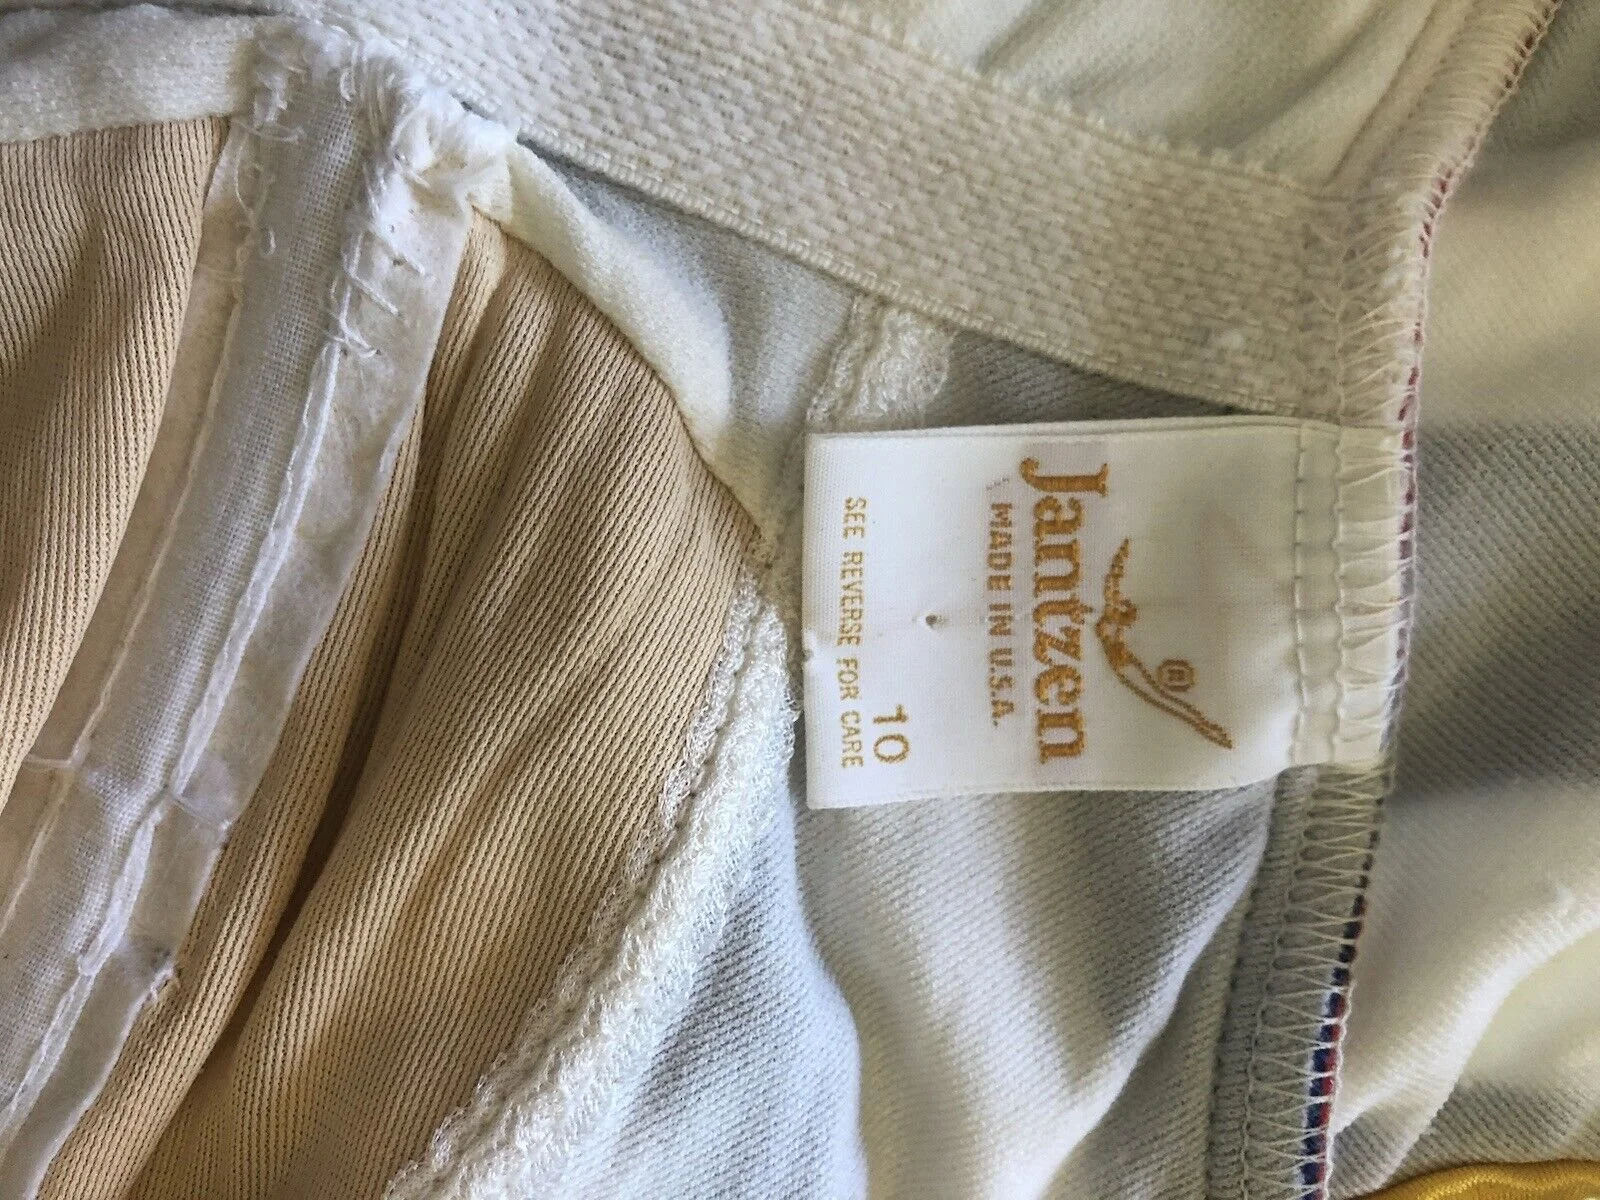 ®
Jantzen
MADE IN U.S.A.
10
SEE REVERSE FOR CARE